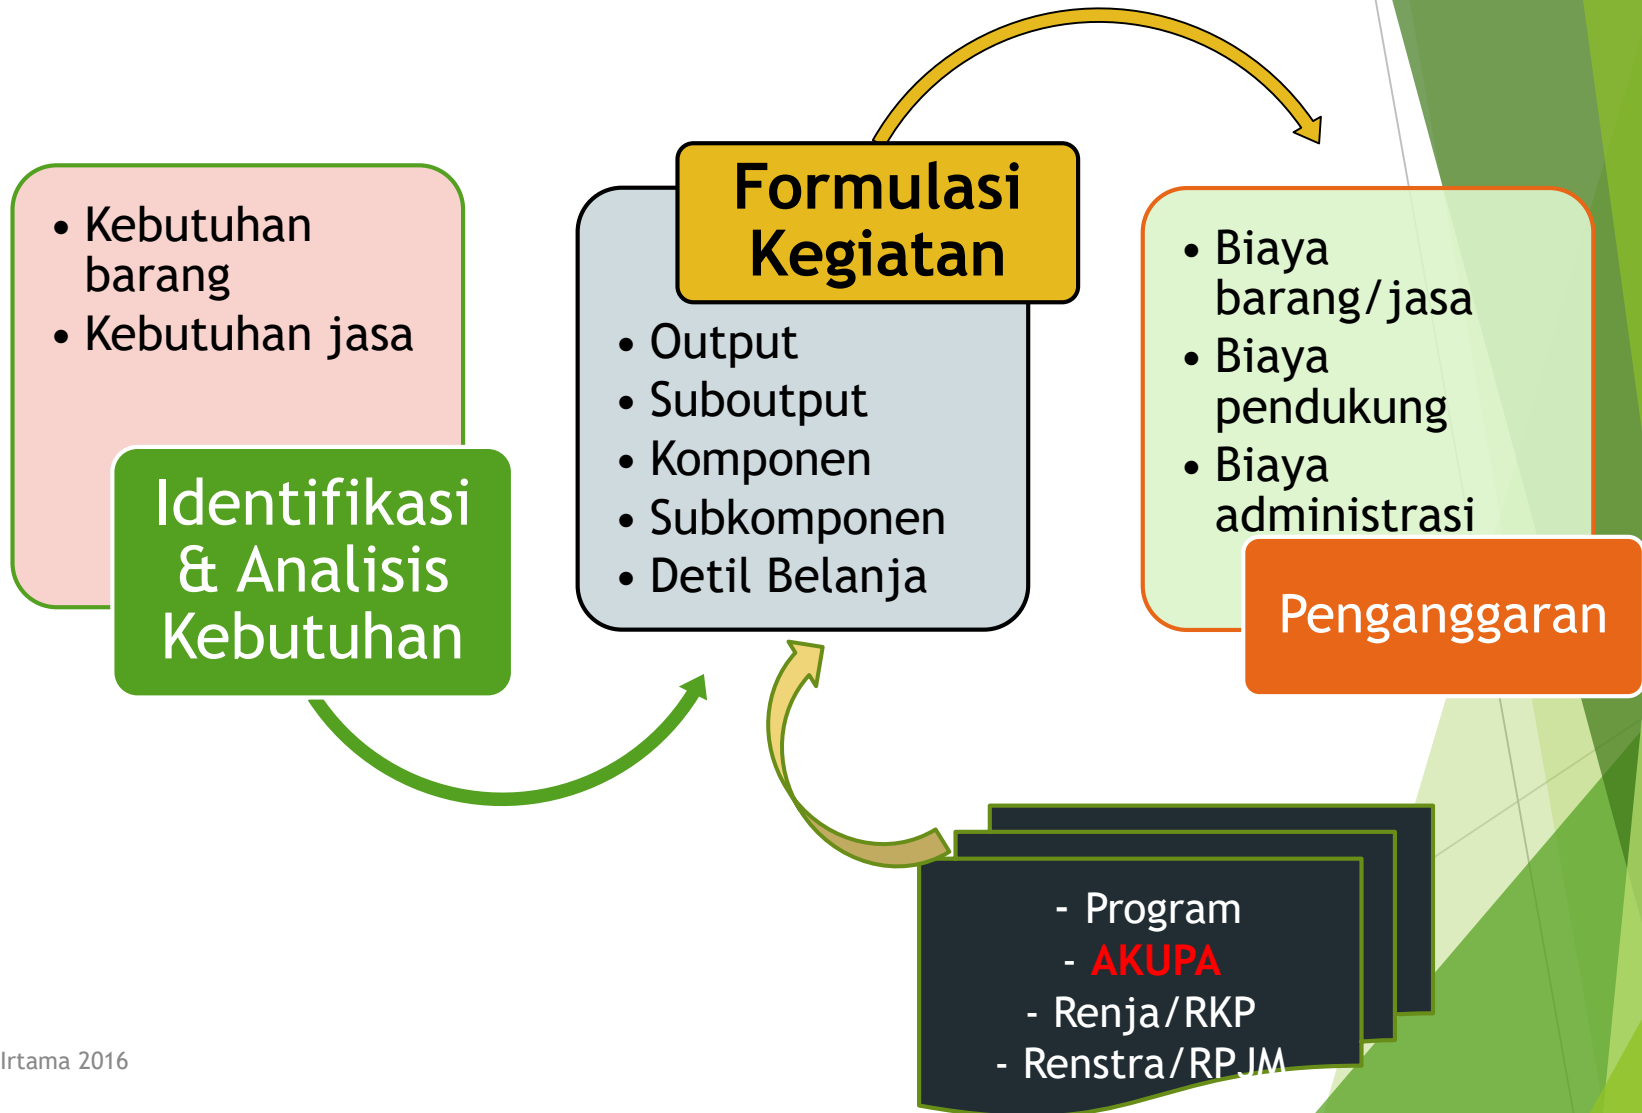 • Kebutuhan
barang
• Kebutuhan jasa
Identifikasi
& Analisis
Kebutuhan
Formulasi
Kegiatan
• Output
• Suboutput
• Komponen
• Subkomponen
• Detil Belanja
• Biaya
barang/jasa
• Biaya
pendukung
• Biaya
administrasi
Penganggaran
- Program
- AKUPA
- Renja/RKP
- Renstra/RPJM
Irtama 2016